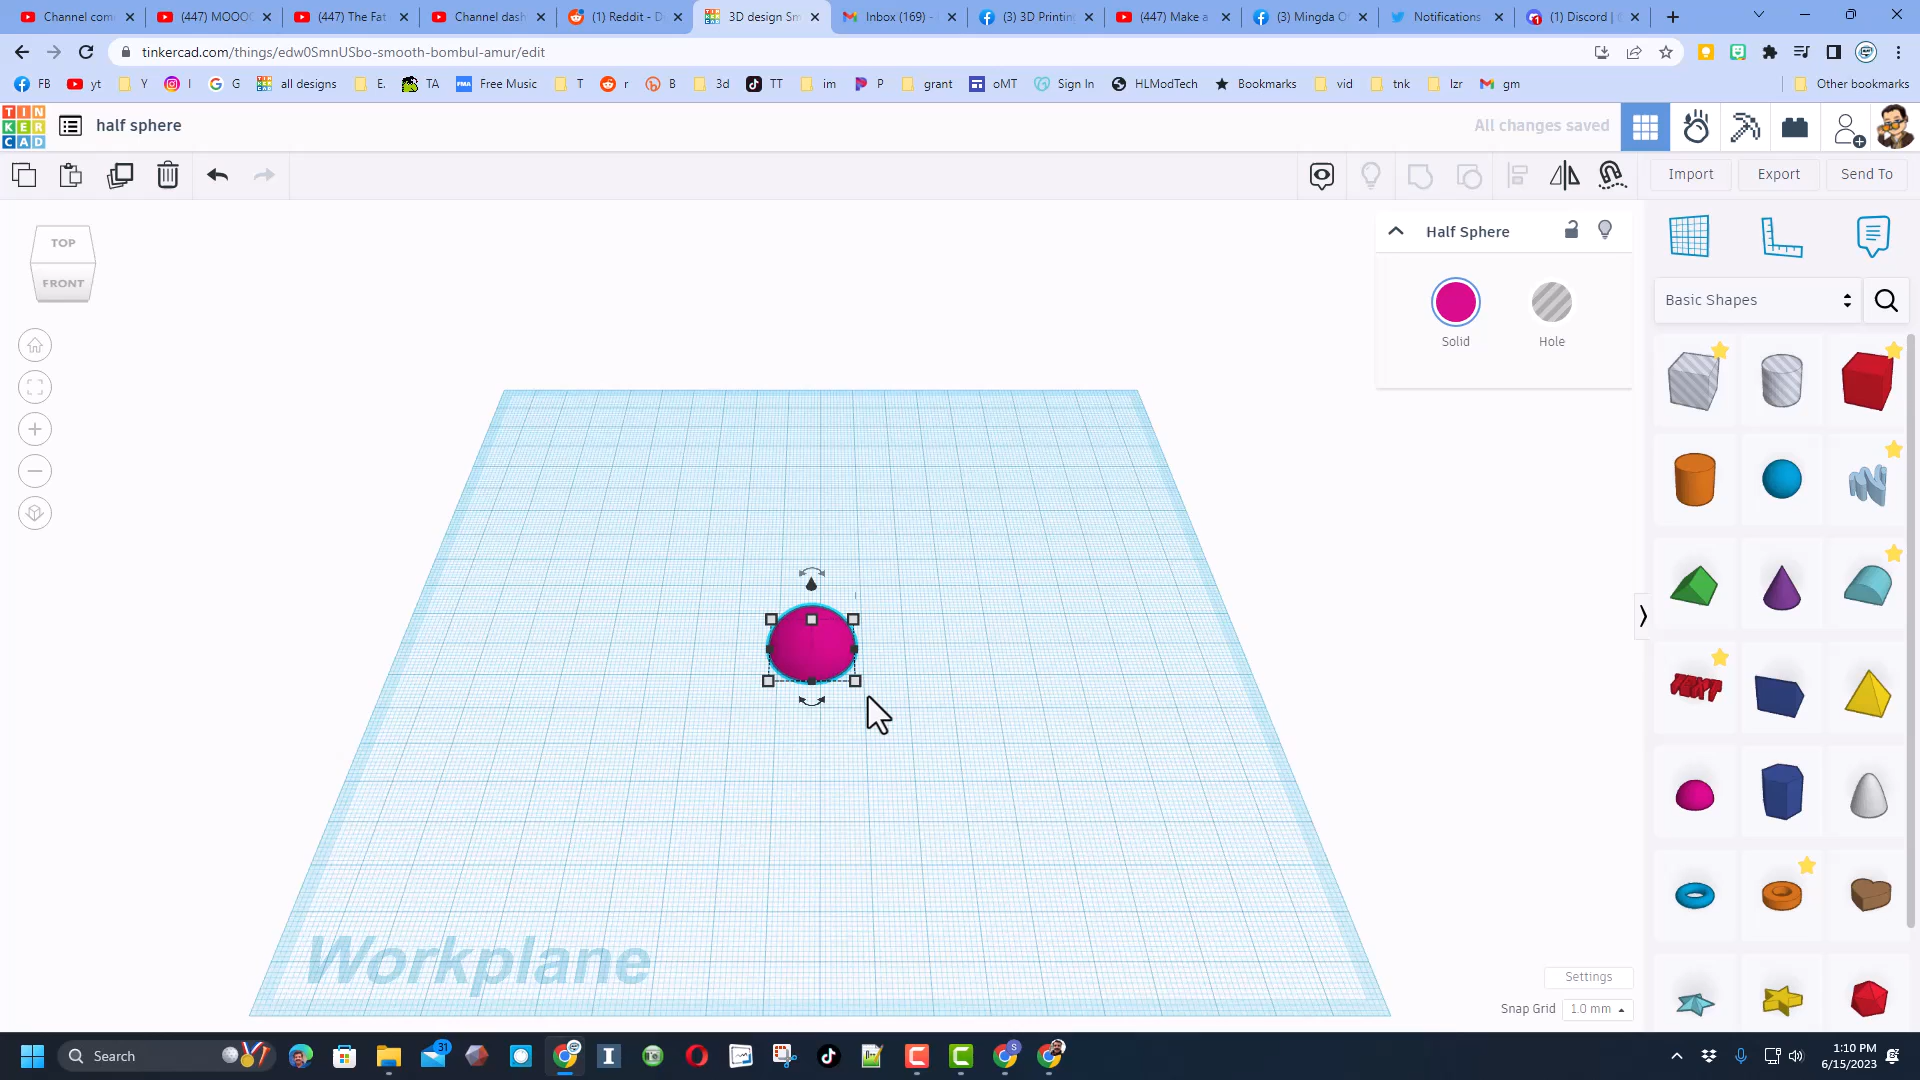 (447) MOOO
(447) The Fat
Channel dash
(1) Reddit - D
3D design Sm
Inbox (169) -
(3) 3D Printin
(447) Make a
(3) Mingda O
Notifications
(1) Discord |
tinkercad.com/things/edw0SmnUSbo-smooth-bombul-amur/edit
FB
yt
Y
I
G
all designs
E.
TA
Free Music
T
r
B
3d
TT
im
P
grant
oMT
Sign In
HLModTech
Bookmarks
vid
tnk
lzr
gm
Other bookmarks
TIN
KER
CAD
half sphere
All changes saved
Import
Export
Send To
TOP
FRONT
Half Sphere
Solid
Hole
Basic Shapes
TEXT
Workplane
Settings
Snap Grid
1.0 mm
Search
31
1:10 PM
6/15/2023